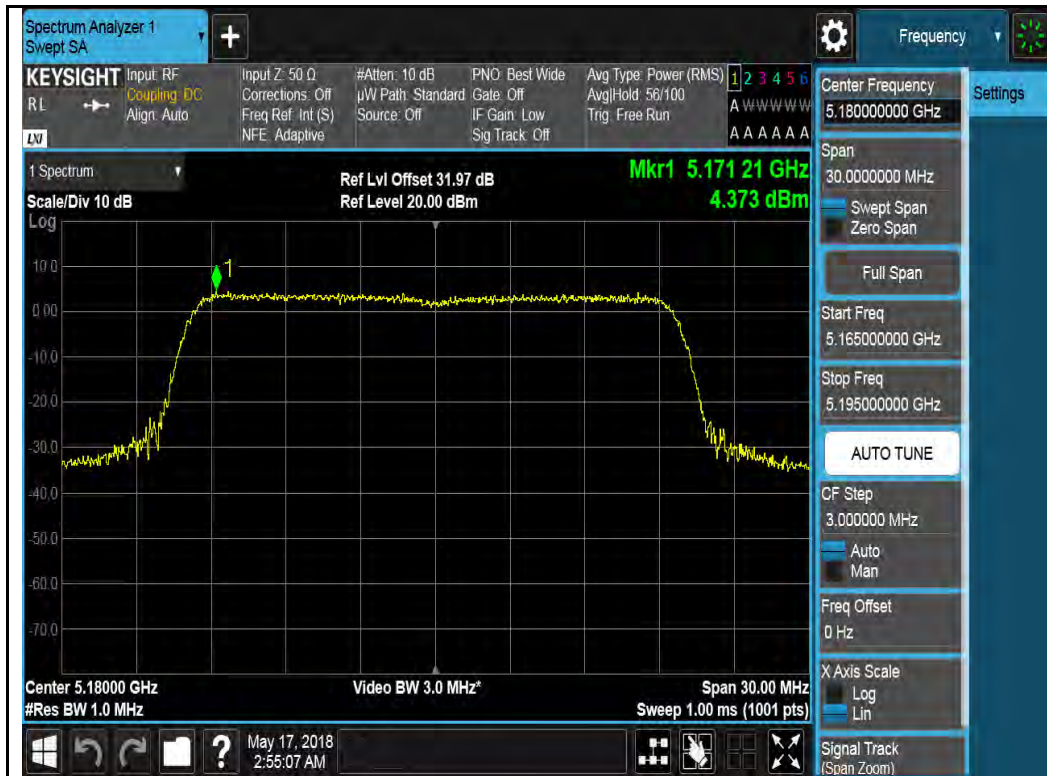 Spectrum Analyzer 1
Swept SA
+
Frequency
KEYSIGHT
RL
LXI
Input: RF
Coupling: DC
Align: Auto
Input Z: 50 Ω
Corrections: Off
Freq Ref: Int (S)
NFE: Adaptive
#Atten: 10 dB
µW Path: Standard
Source: Off
PNO: Best Wide
Gate: Off
IF Gain: Low
Sig Track: Off
Avg Type: Power (RMS)
Avg|Hold: 56/100
Trig: Free Run
1 2 3 4 5 6
A W W W W W
A A A A A A
1 Spectrum
Scale/Div 10 dB
Ref Lvl Offset 31.97 dB
Ref Level 20.00 dBm
Mkr1 5.171 21 GHz
4.373 dBm
Log
10.0
0.00
-10.0
-20.0
-30.0
-40.0
-50.0
-60.0
-70.0
1
Center 5.18000 GHz
#Res BW 1.0 MHz
Video BW 3.0 MHz*
Span 30.00 MHz
Sweep 1.00 ms (1001 pts)
Center Frequency
5.180000000 GHz
Span
30.0000000 MHz
Swept Span
Zero Span
Full Span
Start Freq
5.165000000 GHz
Stop Freq
5.195000000 GHz
AUTO TUNE
CF Step
3.000000 MHz
Auto
Man
Freq Offset
0 Hz
X Axis Scale
Log
Lin
Signal Track
(Span Zoom)
Settings
?
May 17, 2018
2:55:07 AM